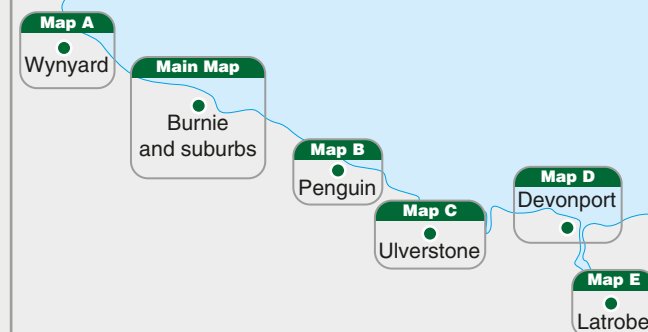 Map A
Wynyard
Main Map
Burnie
and suburbs
Map B
Penguin
Map C
Ulverstone
Map D
Devonport
Map E
Latrobe